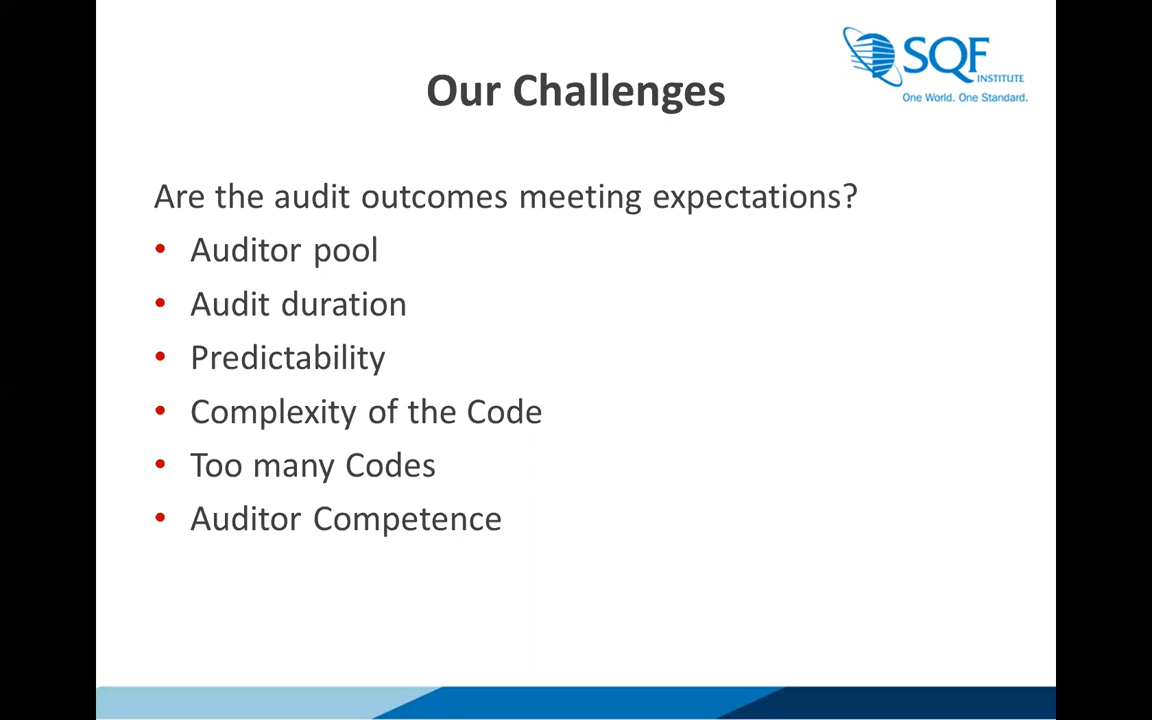 SQF
INSTITUTE
One World. One Standard.
Our Challenges
Are the audit outcomes meeting expectations?
• Auditor pool
• Audit duration
• Predictability
• Complexity of the Code
• Too many Codes
• Auditor Competence